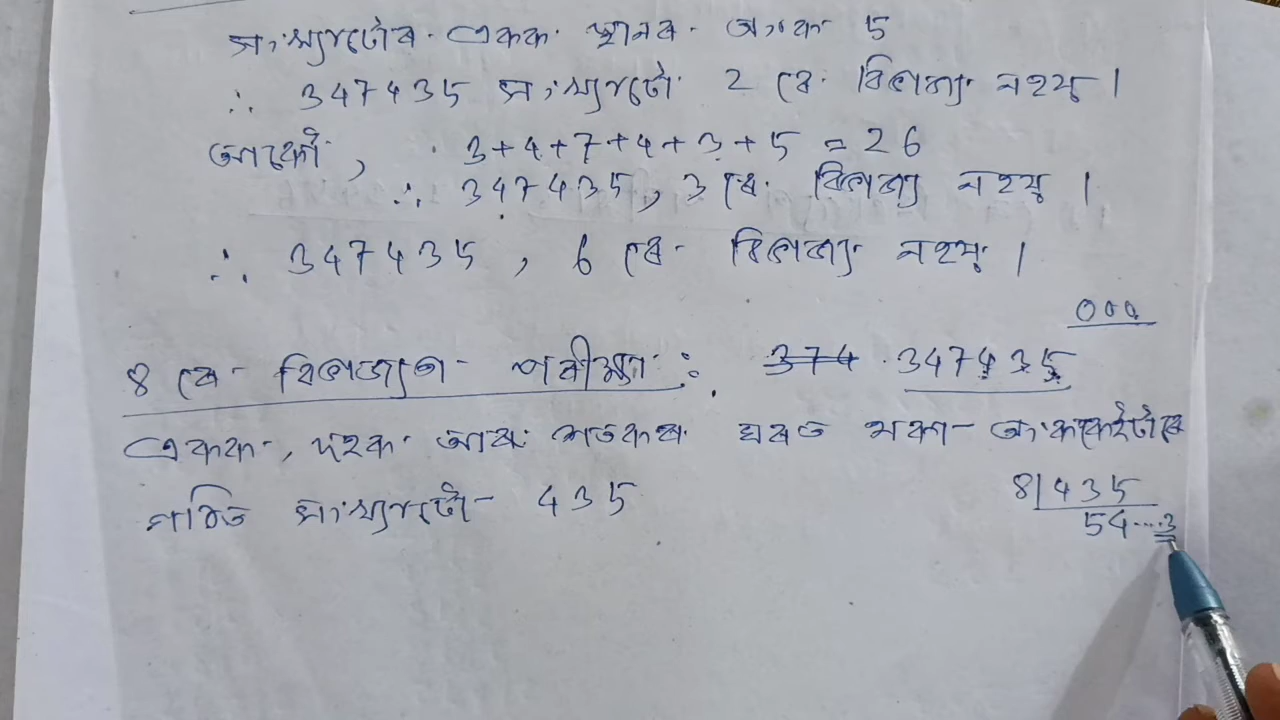 সংখ্যাটোৰ একক স্থানৰ অংক 5
∴ 347435 সংখ্যাটো 2 ৰে বিভাজ্য নহয়।
আকৌ, 3+4+7+4+3+5 = 26
∴ 347435, 3 ৰে বিভাজ্য নহয়।
∴ 347435, 6 ৰে বিভাজ্য নহয়।
000
8 ৰে বিভাজ্যতা পৰীক্ষা : 374 347435
একক, দহক আৰু শতকৰ ঘৰত থকা অংককেইটাৰে
গঠিত সংখ্যাটো 435
8|435
54...3